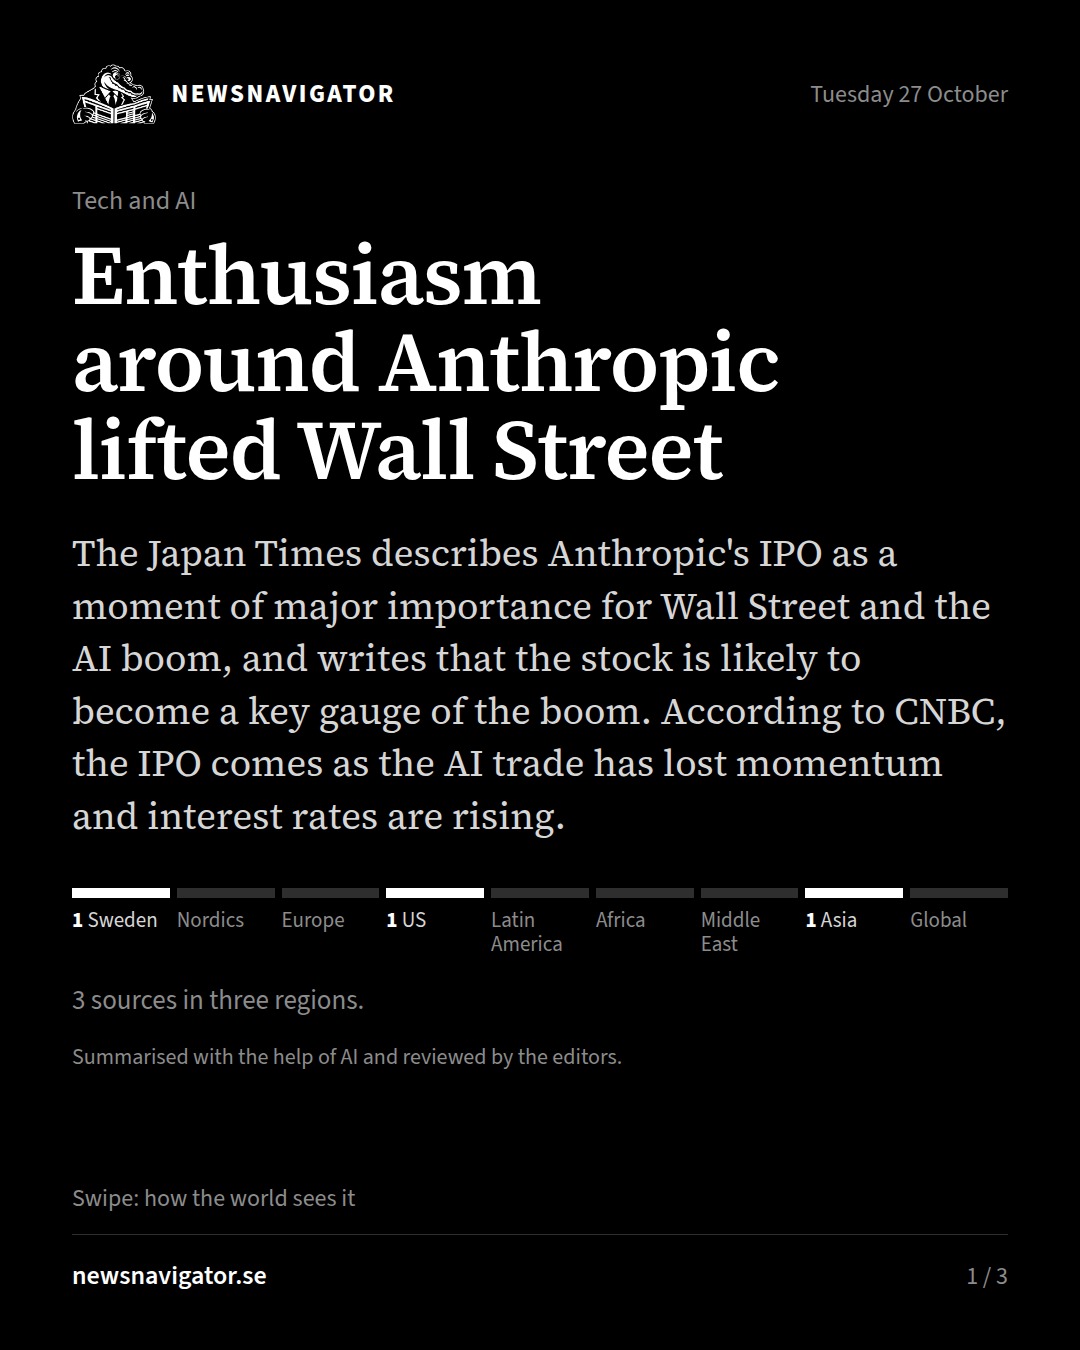 NEWSNAVIGATOR
Tuesday 27 October
Tech and AI
Enthusiasm
around Anthropic
lifted Wall Street
The Japan Times describes Anthropic's IPO as a
moment of major importance for Wall Street and the
AI boom, and writes that the stock is likely to
become a key gauge of the boom. According to CNBC,
the IPO comes as the AI trade has lost momentum
and interest rates are rising.
1 Sweden
Nordics
Europe
1 US
Latin
America
Africa
Middle
East
1 Asia
Global
3 sources in three regions.
Summarised with the help of AI and reviewed by the editors.
Swipe: how the world sees it
newsnavigator.se
1 / 3